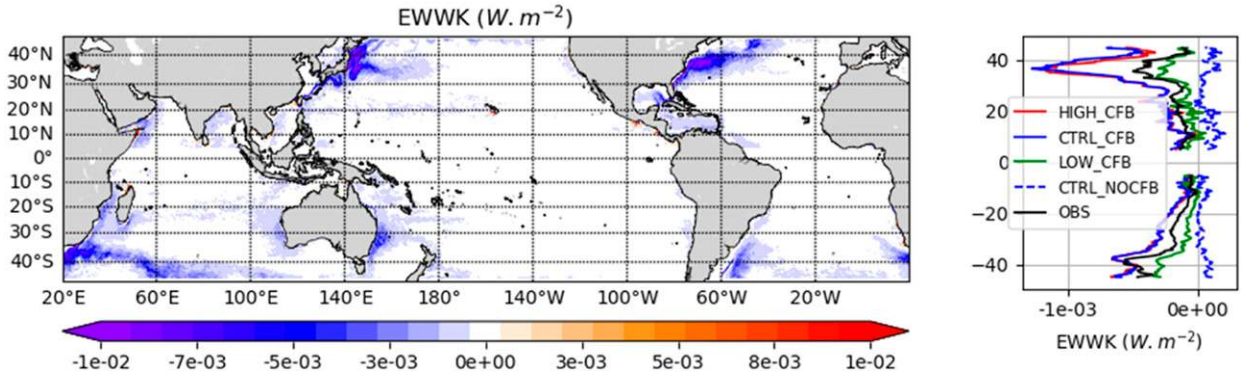 EWWK (W. m⁻²)
40°N
30°N
20°N
10°N
0°
10°S
20°S
30°S
40°S
20°E 60°E 100°E 140°E 180° 140°W 100°W 60°W 20°W
-1e-02 -7e-03 -5e-03 -3e-03 0e+00 3e-03 5e-03 8e-03 1e-02
40
20
0
−20
−40
HIGH_CFB
CTRL_CFB
LOW_CFB
CTRL_NOCFB
OBS
-1e-03 0e+00
EWWK (W. m⁻²)